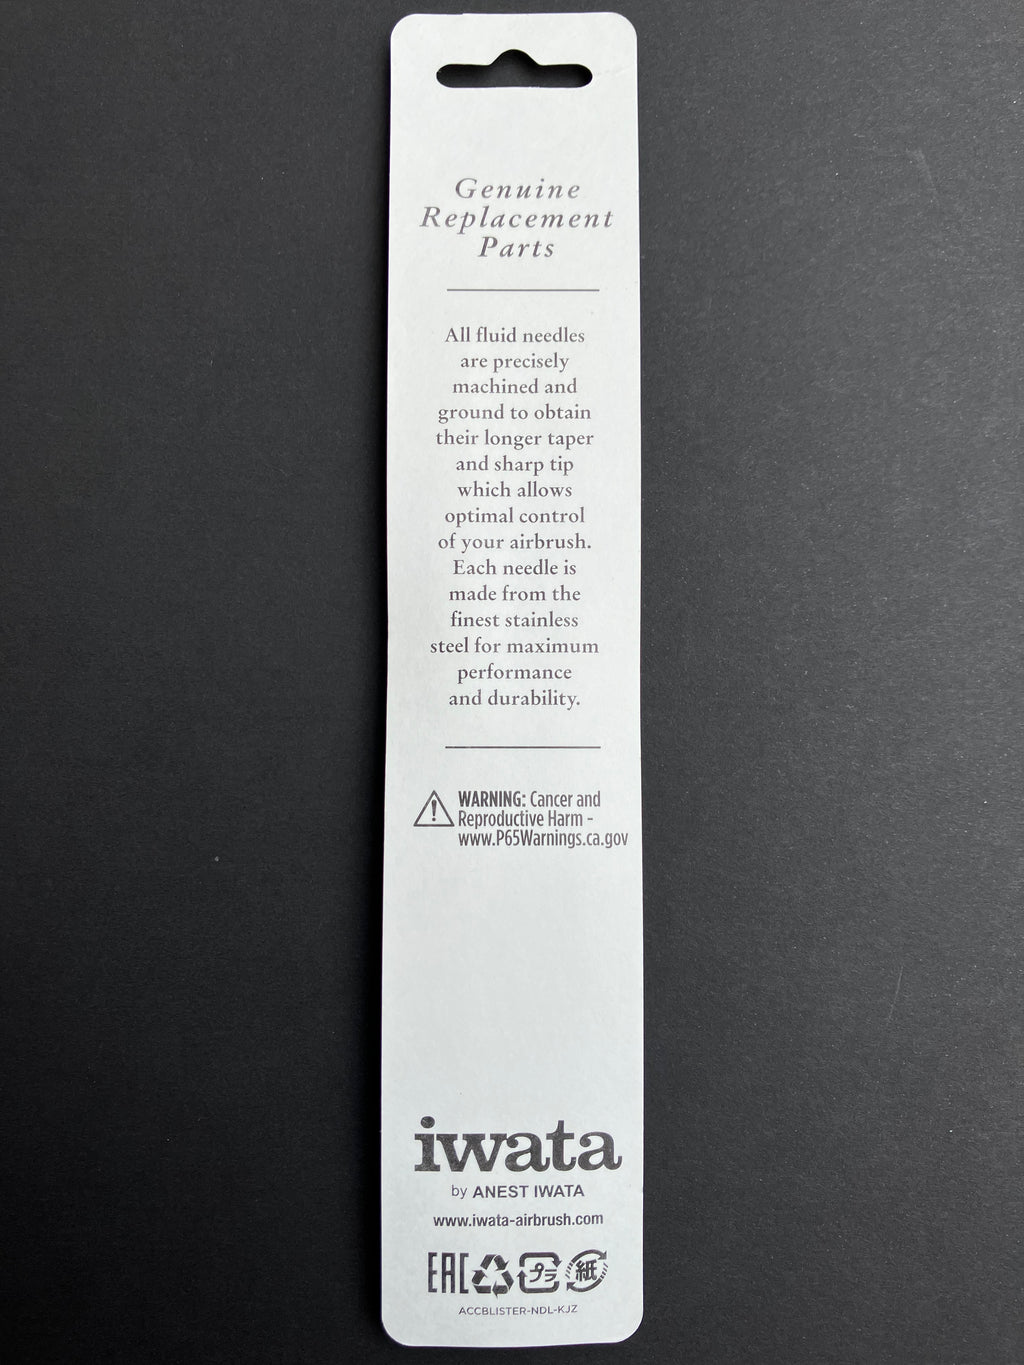 Genuine
Replacement
Parts
All fluid needles
are precisely
machined and
ground to obtain
their longer taper
and sharp tip
which allows
optimal control
of your airbrush.
Each needle is
made from the
finest stainless
steel for maximum
performance
and durability.
WARNING: Cancer and
Reproductive Harm -
www.P65Warnings.ca.gov
iwata
by ANEST IWATA
www.iwata-airbrush.com
EAC プラ 紙
ACCBLISTER-NDL-KJZ